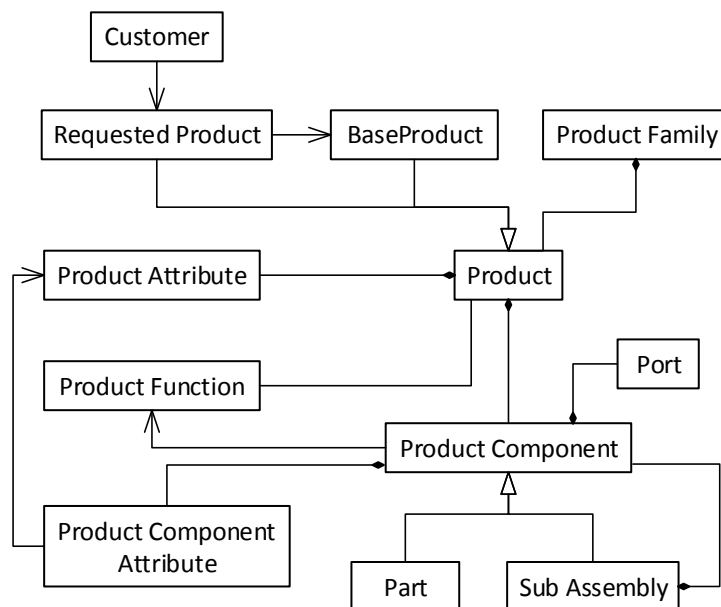 Customer
Requested Product
BaseProduct
Product Family
Product Attribute
Product
Port
Product Function
Product Component
Product Component
Attribute
Part
Sub Assembly